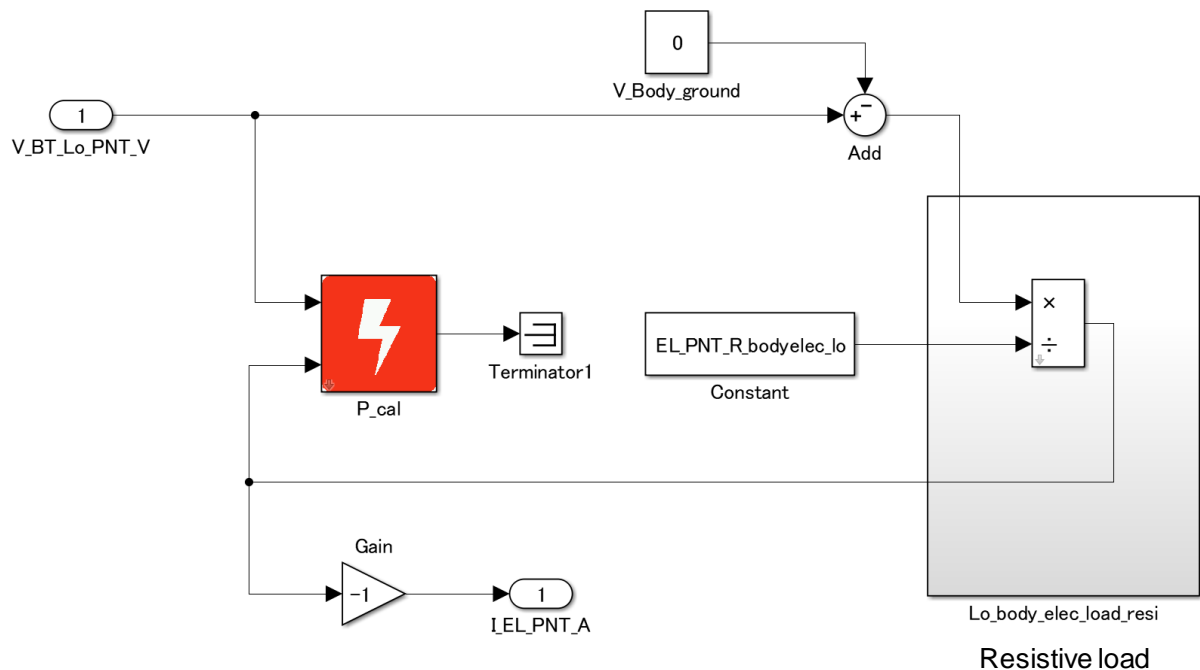 0
V_Body_ground
1
V_BT_Lo_PNT_V
+
−
Add
×
÷
P_cal
Terminator1
EL_PNT_R_bodyelec_lo
Constant
Gain
-1
1
I_EL_PNT_A
Lo_body_elec_load_resi
Resistive load